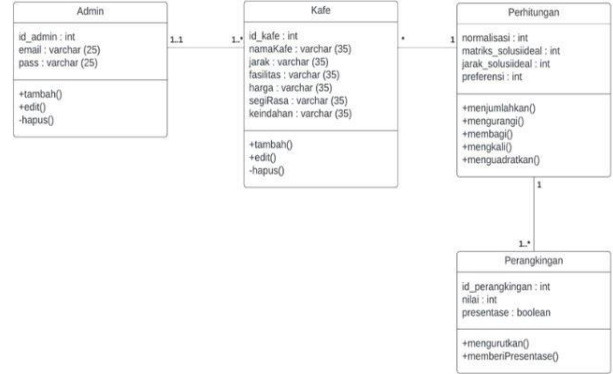 Admin
id_admin : int
email : varchar (25)
pass : varchar (25)
+tambah()
+edit()
-hapus()
1..1
1..*
Kafe
id_kafe : int
namaKafe : varchar (35)
jarak : varchar (35)
fasilitas : varchar (35)
harga : varchar (35)
segiRasa : varchar (35)
keindahan : varchar (35)
+tambah()
+edit()
-hapus()
*
1
Perhitungan
normalisasi : int
matriks_solusiideal : int
jarak_solusiideal : int
preferensi : int
+menjumlahkan()
+mengurangi()
+membagi()
+mengkali()
+menguadratkan()
1
1..*
Perangkingan
id_perangkingan : int
nilai : int
presentase : boolean
+mengurutkan()
+memberiPresentase()